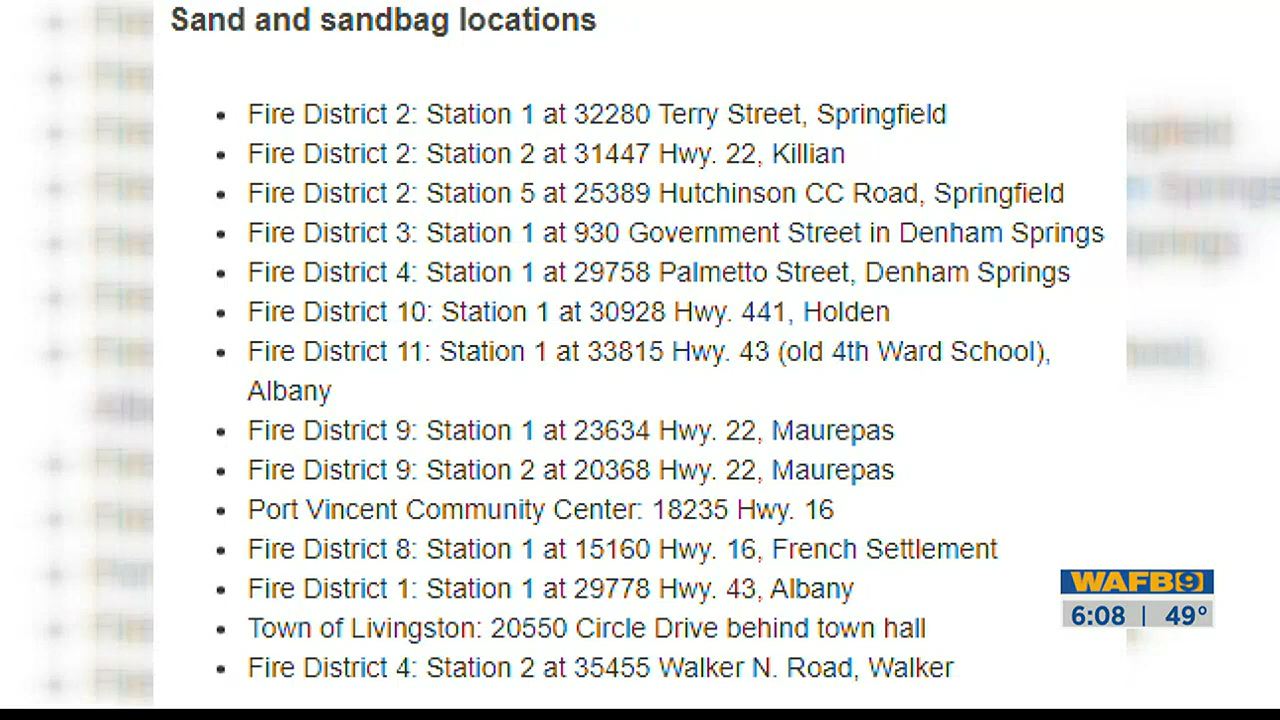 Sand and sandbag locations
• Fire District 2: Station 1 at 32280 Terry Street, Springfield
• Fire District 2: Station 2 at 31447 Hwy. 22, Killian
• Fire District 2: Station 5 at 25389 Hutchinson CC Road, Springfield
• Fire District 3: Station 1 at 930 Government Street in Denham Springs
• Fire District 4: Station 1 at 29758 Palmetto Street, Denham Springs
• Fire District 10: Station 1 at 30928 Hwy. 441, Holden
• Fire District 11: Station 1 at 33815 Hwy. 43 (old 4th Ward School),
Albany
• Fire District 9: Station 1 at 23634 Hwy. 22, Maurepas
• Fire District 9: Station 2 at 20368 Hwy. 22, Maurepas
• Port Vincent Community Center: 18235 Hwy. 16
• Fire District 8: Station 1 at 15160 Hwy. 16, French Settlement
• Fire District 1: Station 1 at 29778 Hwy. 43, Albany
• Town of Livingston: 20550 Circle Drive behind town hall
• Fire District 4: Station 2 at 35455 Walker N. Road, Walker
WAFB9
6:08 | 49°